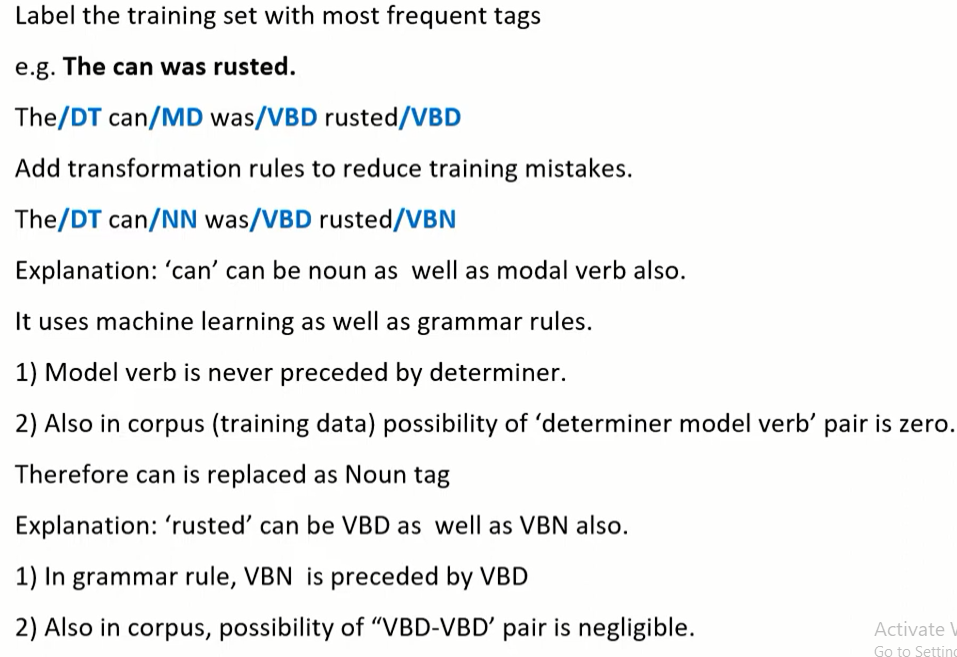 Label the training set with most frequent tags
e.g. The can was rusted.
The/DT can/MD was/VBD rusted/VBD
Add transformation rules to reduce training mistakes.
The/DT can/NN was/VBD rusted/VBN
Explanation: ‘can’ can be noun as  well as modal verb also.
It uses machine learning as well as grammar rules.
1) Model verb is never preceded by determiner.
2) Also in corpus (training data) possibility of ‘determiner model verb’ pair is zero.
Therefore can is replaced as Noun tag
Explanation: ‘rusted’ can be VBD as  well as VBN also.
1) In grammar rule, VBN  is preceded by VBD
2) Also in corpus, possibility of “VBD-VBD’ pair is negligible.
Activate
Go to